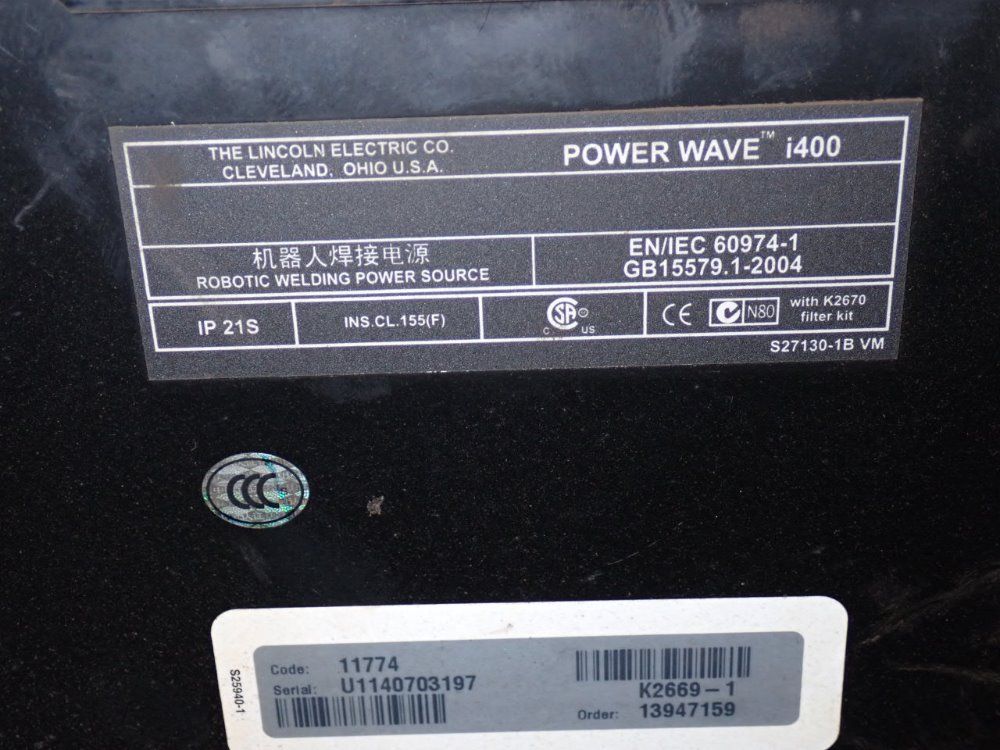 THE LINCOLN ELECTRIC CO.
CLEVELAND, OHIO U.S.A.
POWER WAVE™ i400
机器人焊接电源
ROBOTIC WELDING POWER SOURCE
EN/IEC 60974-1
GB15579.1-2004
IP 21S
INS.CL.155(F)
C SA US
CE
N80
with K2670
filter kit
S27130-1B VM
CCC
S25940-1
Code: 11774
Serial: U1140703197
K2669-1
Order: 13947159